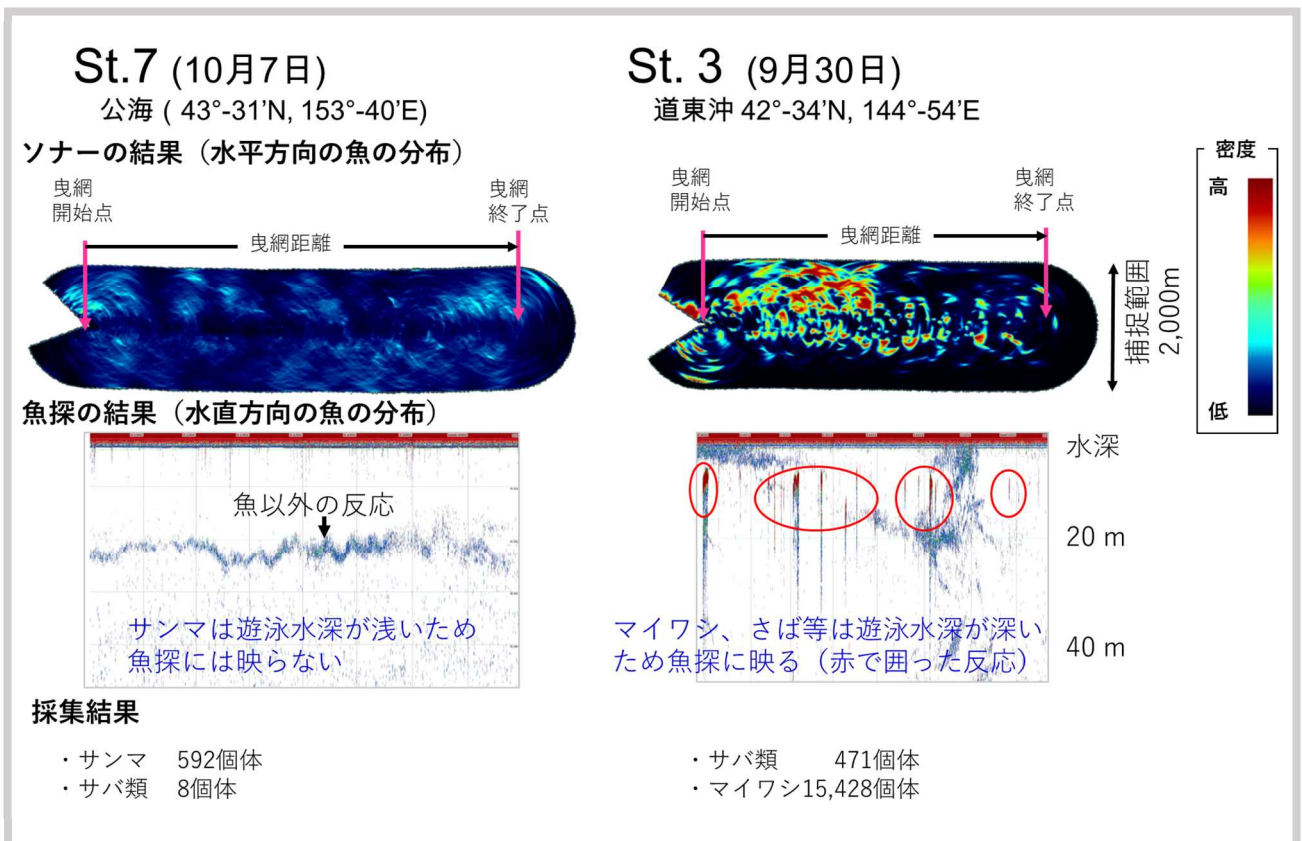 St.7 (10月7日)
公海 ( 43°-31’N, 153°-40’E)
St. 3 (9月30日)
道東沖 42°-34’N, 144°-54’E
ソナーの結果（水平方向の魚の分布）
曳網
開始点
曳網
終了点
曳網距離
曳網
開始点
曳網
終了点
曳網距離
捕捉範囲
2,000m
密度
高
低
魚探の結果（水直方向の魚の分布）
魚以外の反応
サンマは遊泳水深が浅いため
魚探には映らない
マイワシ、さば等は遊泳水深が深い
ため魚探に映る（赤で囲った反応）
水深
20 m
40 m
採集結果
・サンマ 592個体
・サバ類 8個体
・サバ類 471個体
・マイワシ15,428個体